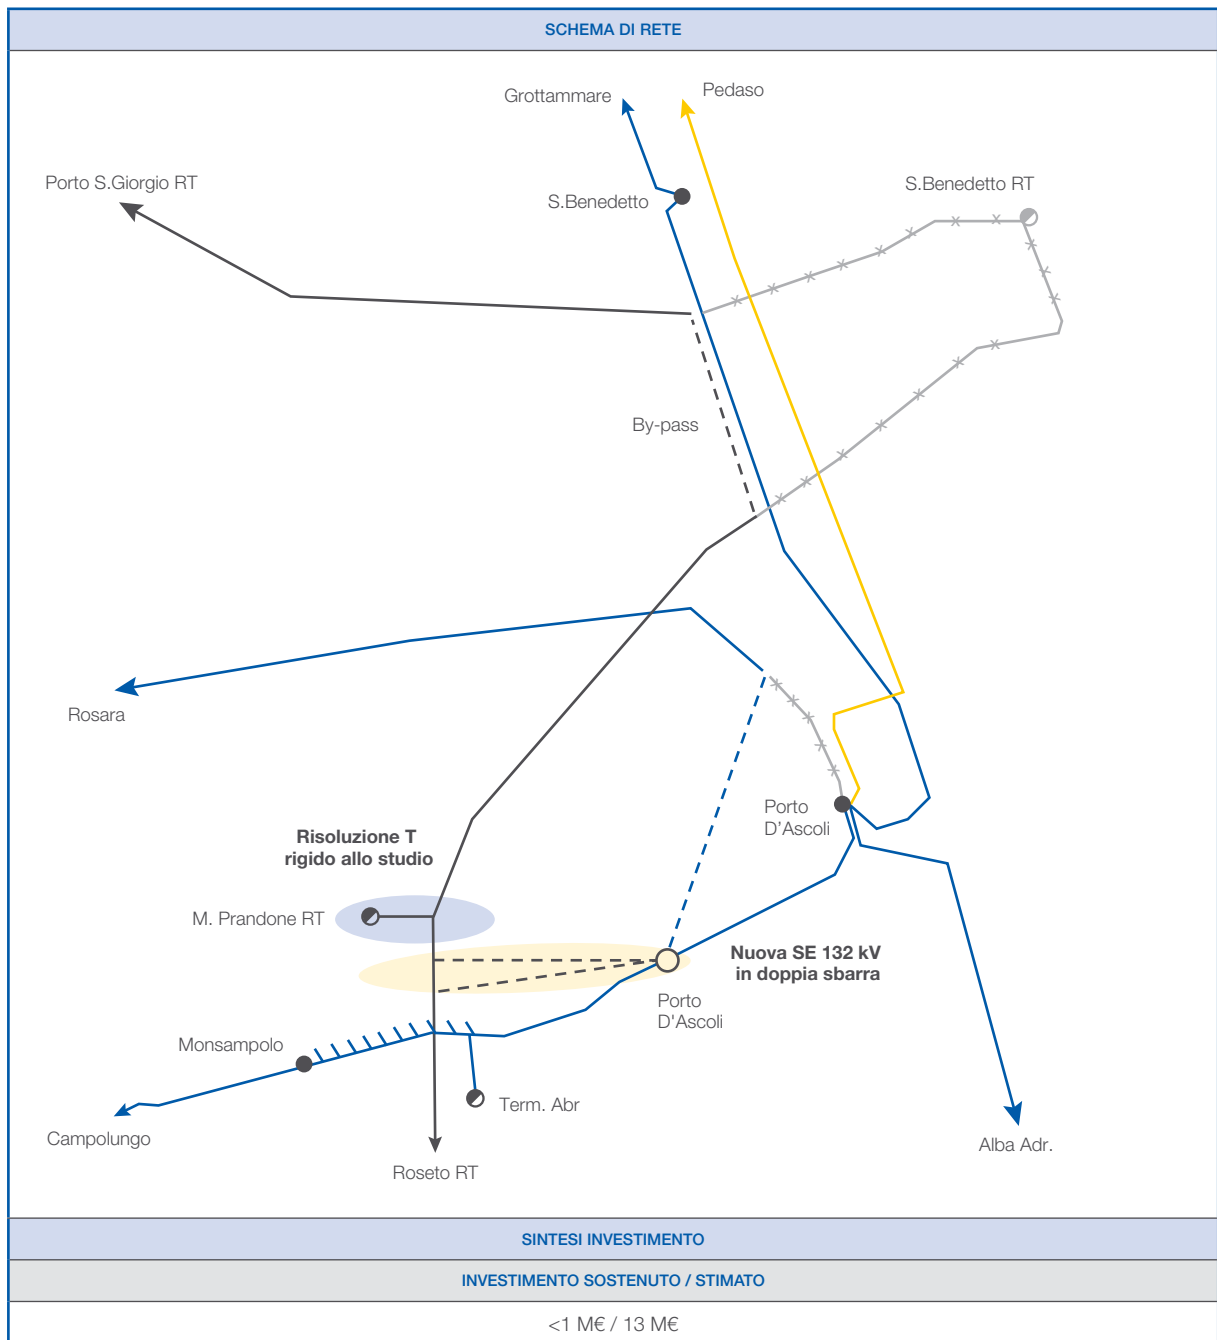 SCHEMA DI RETE
Grottammare
Pedaso
Porto S.Giorgio RT
S.Benedetto
S.Benedetto RT
By-pass
Rosara
Porto
D'Ascoli
Risoluzione T
rigido allo studio
M. Prandone RT
Nuova SE 132 kV
in doppia sbarra
Porto
D'Ascoli
Monsampolo
Term. Abr
Campolungo
Roseto RT
Alba Adr.
SINTESI INVESTIMENTO
INVESTIMENTO SOSTENUTO / STIMATO
<1 M€ / 13 M€